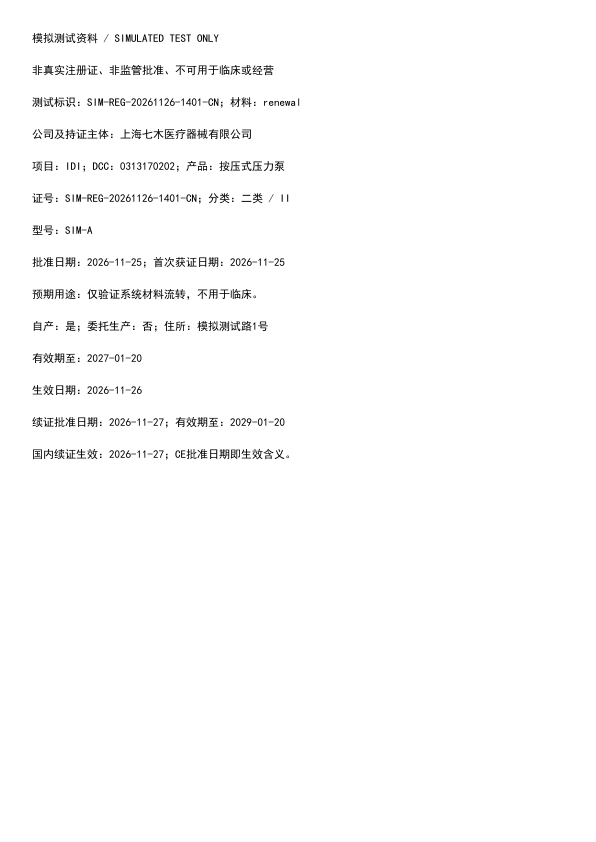 模拟测试资料 / SIMULATED TEST ONLY
非真实注册证、非监管批准、不可用于临床或经营
测试标识：SIM-REG-20261126-1401-CN；材料：renewal
公司及持证主体：上海七木医疗器械有限公司
项目：IDI；DCC：0313170202；产品：按压式压力泵
证号：SIM-REG-20261126-1401-CN；分类：二类 / II
型号：SIM-A
批准日期：2026-11-25；首次获证日期：2026-11-25
预期用途：仅验证系统材料流转，不用于临床。
自产：是；委托生产：否；住所：模拟测试路1号
有效期至：2027-01-20
生效日期：2026-11-26
续证批准日期：2026-11-27；有效期至：2029-01-20
国内续证生效：2026-11-27；CE批准日期即生效含义。